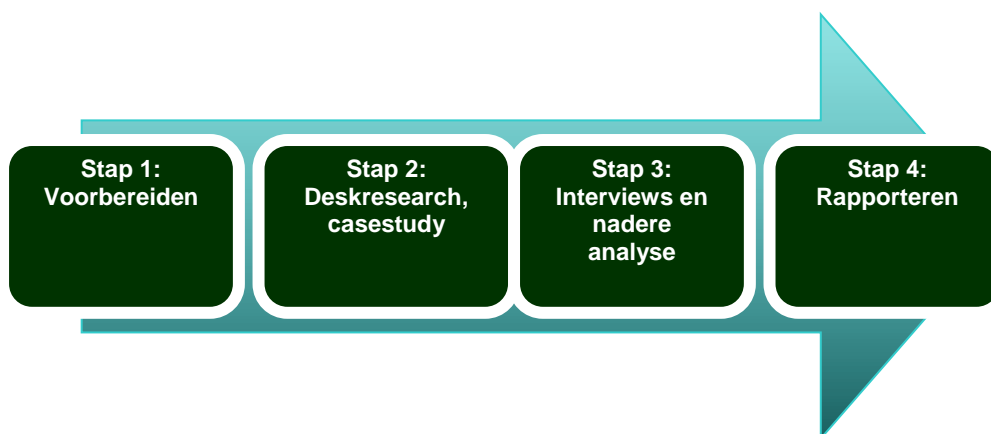 Stap 1:
Voorbereiden
Stap 2:
Deskresearch,
casestudy
Stap 3:
Interviews en
nadere
analyse
Stap 4:
Rapporteren